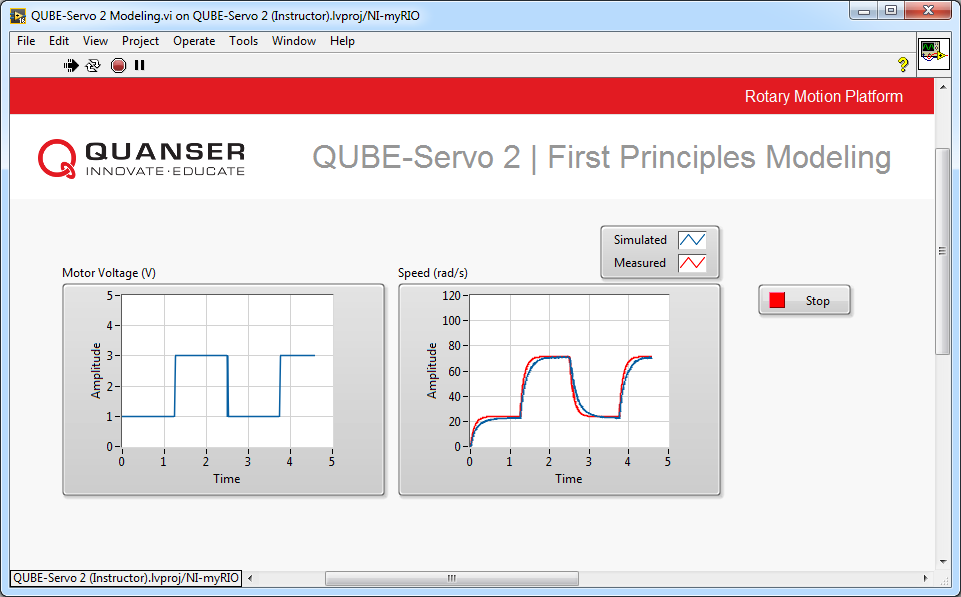 QUBE-Servo 2 Modeling.vi on QUBE-Servo 2 (Instructor).lvproj/NI-myRIO
File Edit View Project Operate Tools Window Help
?
Rotary Motion Platform
QUANSER
INNOVATE·EDUCATE
QUBE-Servo 2 | First Principles Modeling
Simulated
Measured
Motor Voltage (V)
5
4
3
2
1
0
Amplitude
0 1 2 3 4 5
Time
Speed (rad/s)
120
100
80
60
40
20
0
Amplitude
0 1 2 3 4 5
Time
Stop
QUBE-Servo 2 (Instructor).lvproj/NI-myRIO